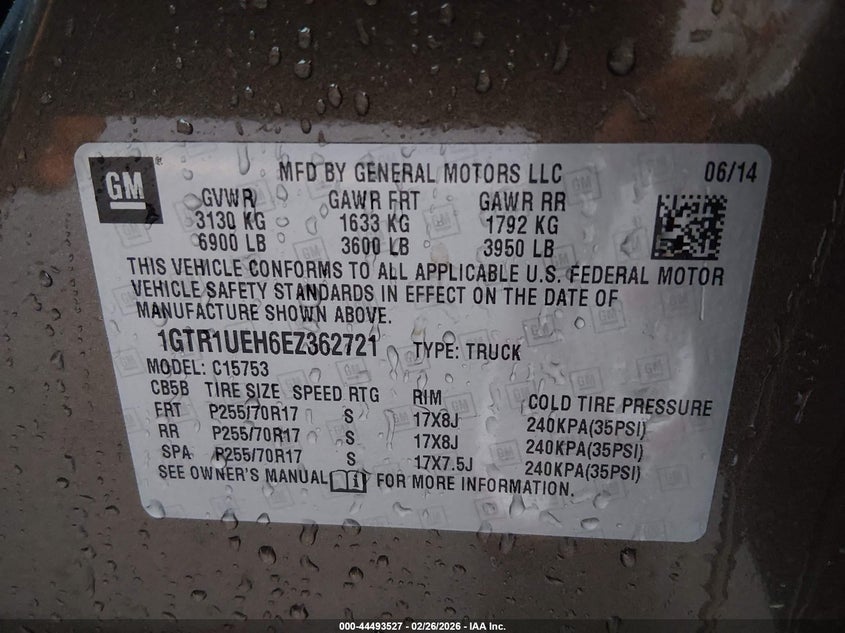 GM
MFD BY GENERAL MOTORS LLC 06/14
GVWR GAWR FRT GAWR RR
3130 KG 1633 KG 1792 KG
6900 LB 3600 LB 3950 LB
THIS VEHICLE CONFORMS TO ALL APPLICABLE U.S. FEDERAL MOTOR
VEHICLE SAFETY STANDARDS IN EFFECT ON THE DATE OF
MANUFACTURE SHOWN ABOVE.
1GTR1UEH6EZ362721 TYPE: TRUCK
MODEL: C15753
CB5B TIRE SIZE SPEED RTG RIM COLD TIRE PRESSURE
FRT P255/70R17 S 17X8J 240KPA(35PSI)
RR P255/70R17 S 17X8J 240KPA(35PSI)
SPA P255/70R17 S 17X7.5J 240KPA(35PSI)
SEE OWNER'S MANUAL i FOR MORE INFORMATION.
000-44493527 - 02/26/2026 - IAA Inc.